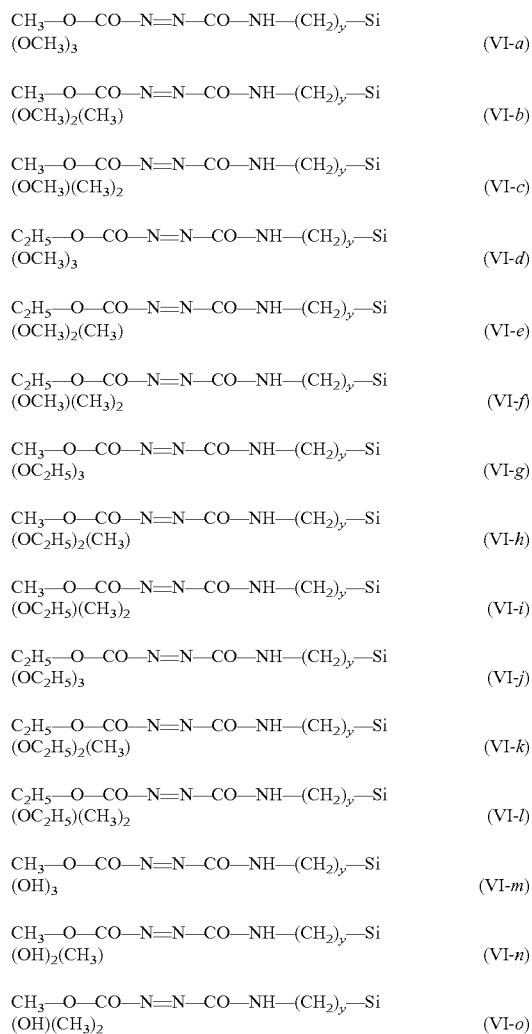 CH₃—O—CO—N═N—CO—NH—(CH₂)ᵧ—Si
(OCH₃)₃ (VI-a)
CH₃—O—CO—N═N—CO—NH—(CH₂)ᵧ—Si
(OCH₃)₂(CH₃) (VI-b)
CH₃—O—CO—N═N—CO—NH—(CH₂)ᵧ—Si
(OCH₃)(CH₃)₂ (VI-c)
C₂H₅—O—CO—N═N—CO—NH—(CH₂)ᵧ—Si
(OCH₃)₃ (VI-d)
C₂H₅—O—CO—N═N—CO—NH—(CH₂)ᵧ—Si
(OCH₃)₂(CH₃) (VI-e)
C₂H₅—O—CO—N═N—CO—NH—(CH₂)ᵧ—Si
(OCH₃)(CH₃)₂ (VI-f)
CH₃—O—CO—N═N—CO—NH—(CH₂)ᵧ—Si
(OC₂H₅)₃ (VI-g)
CH₃—O—CO—N═N—CO—NH—(CH₂)ᵧ—Si
(OC₂H₅)₂(CH₃) (VI-h)
CH₃—O—CO—N═N—CO—NH—(CH₂)ᵧ—Si
(OC₂H₅)(CH₃)₂ (VI-i)
C₂H₅—O—CO—N═N—CO—NH—(CH₂)ᵧ—Si
(OC₂H₅)₃ (VI-j)
C₂H₅—O—CO—N═N—CO—NH—(CH₂)ᵧ—Si
(OC₂H₅)₂(CH₃) (VI-k)
C₂H₅—O—CO—N═N—CO—NH—(CH₂)ᵧ—Si
(OC₂H₅)(CH₃)₂ (VI-l)
CH₃—O—CO—N═N—CO—NH—(CH₂)ᵧ—Si
(OH)₃ (VI-m)
CH₃—O—CO—N═N—CO—NH—(CH₂)ᵧ—Si
(OH)₂(CH₃) (VI-n)
CH₃—O—CO—N═N—CO—NH—(CH₂)ᵧ—Si
(OH)(CH₃)₂ (VI-o)